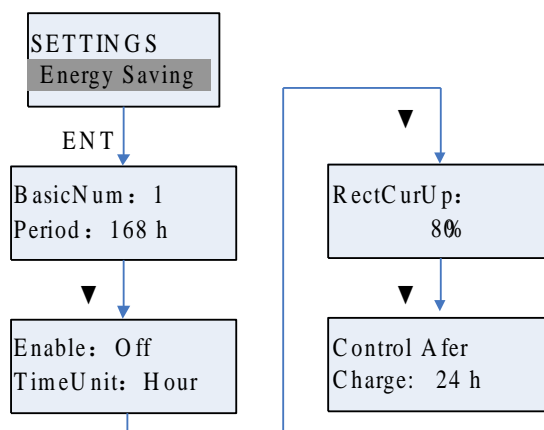 SETTINGS
Energy Saving
ENT
BasicNum: 1
Period: 168 h
▼
Enable: Off
TimeUnit: Hour
▼
RectCurUp:
80%
▼
Control Afer
Charge: 24 h